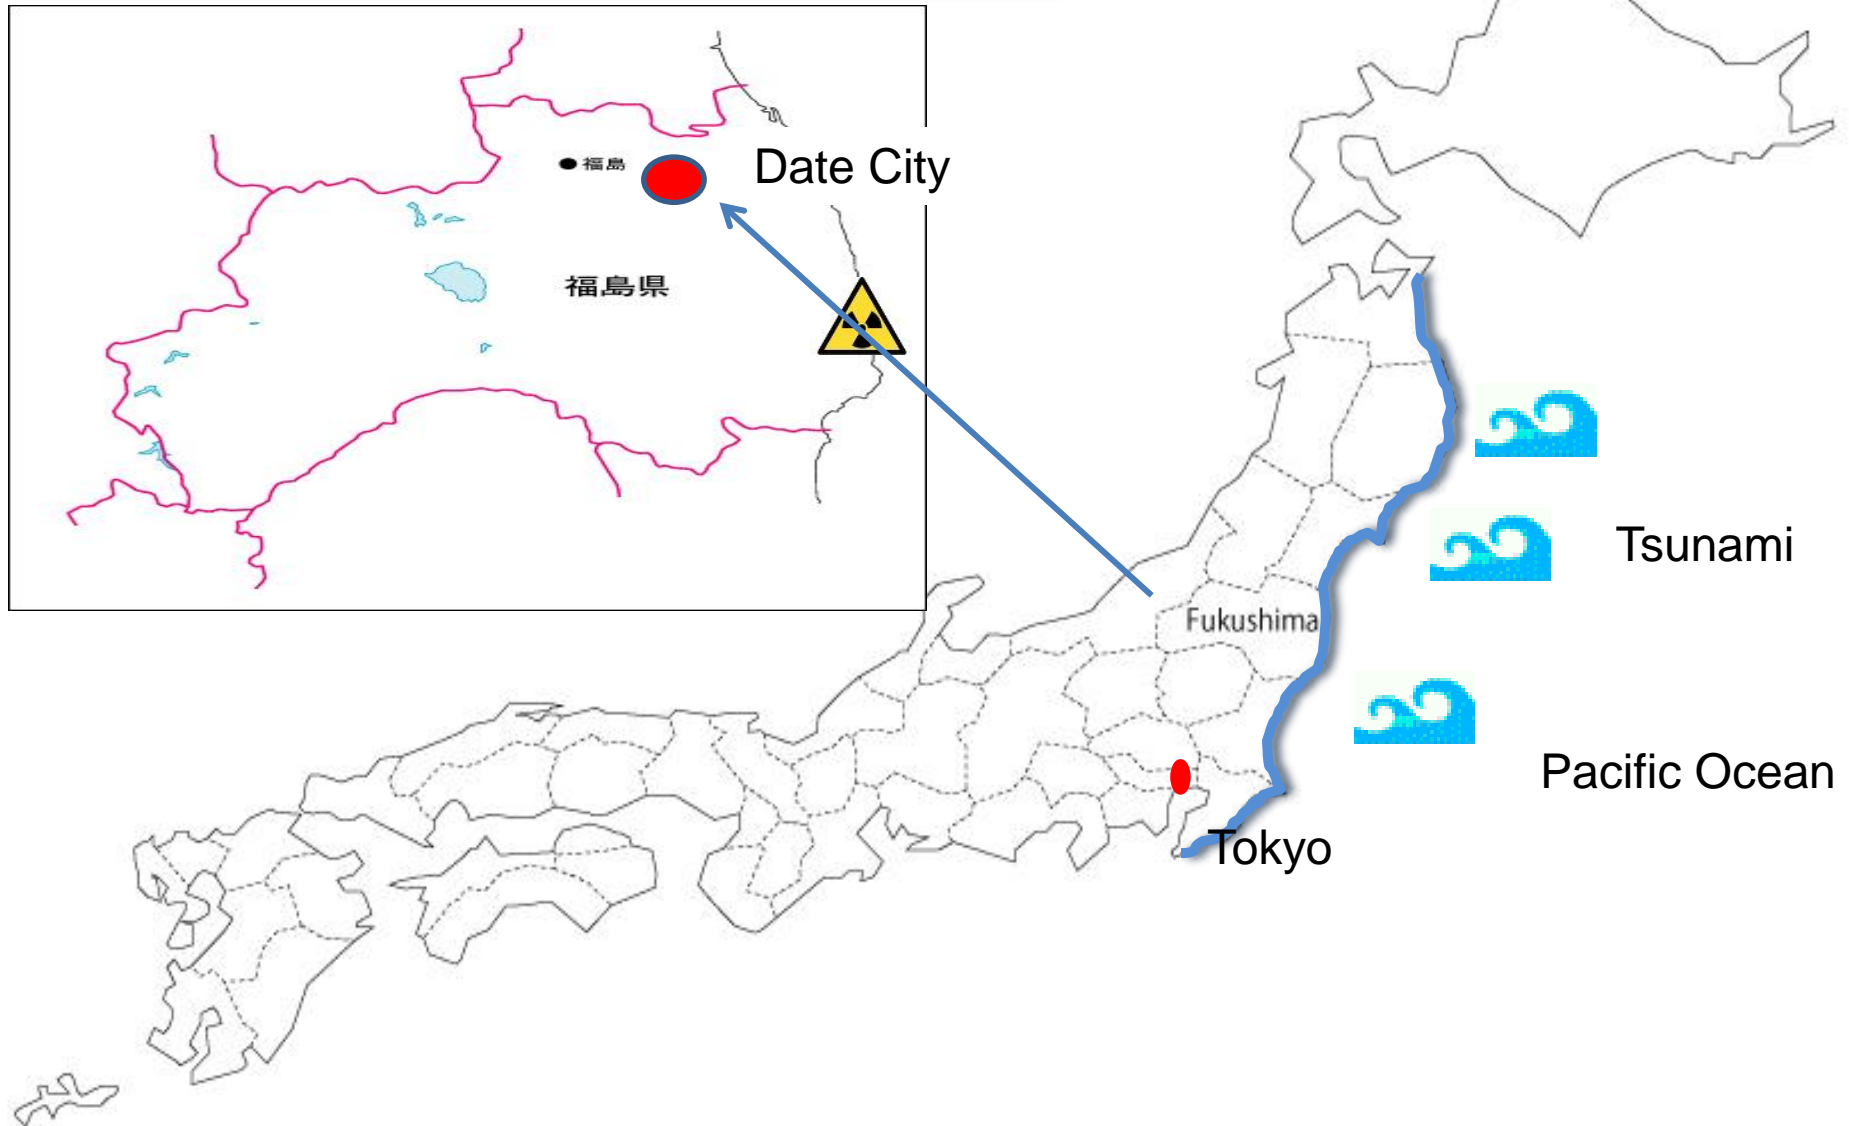 福島
Date City
福島県
Tsunami
Fukushima
Pacific Ocean
Tokyo